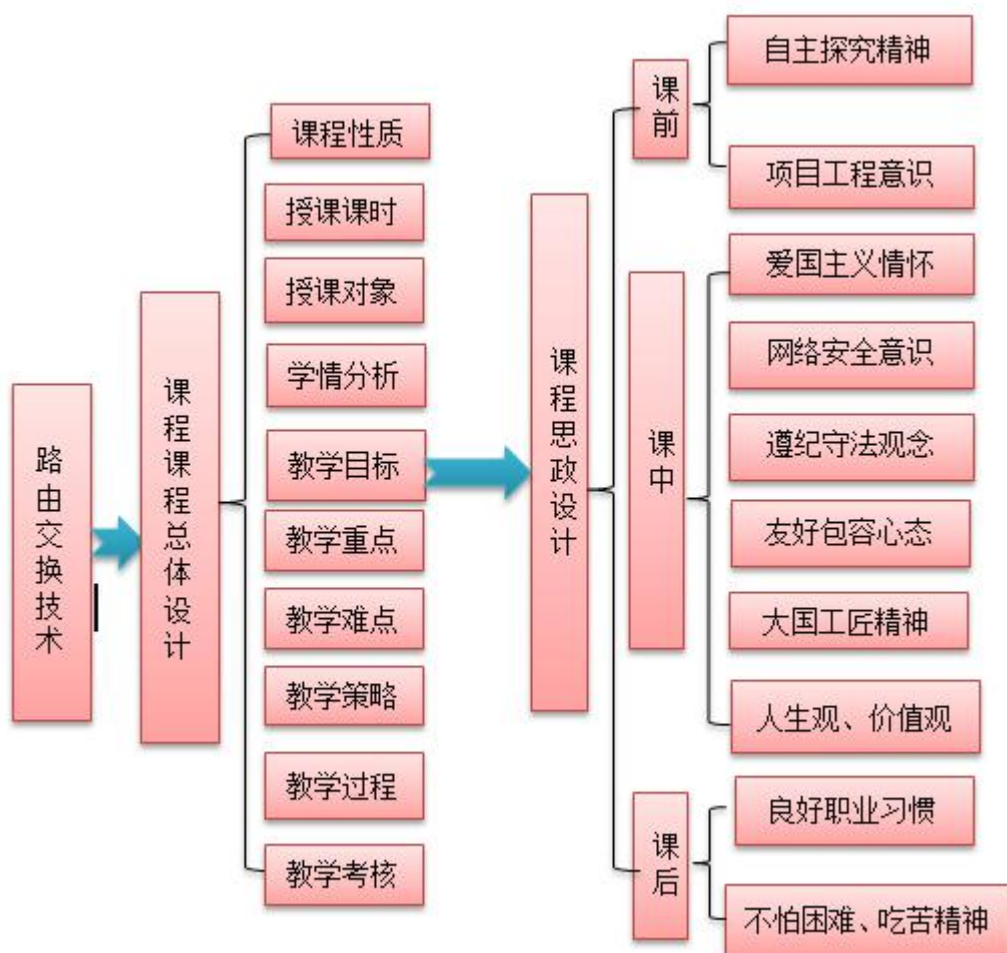 路由交换技术
课程课程总体设计
课程性质
授课课时
授课对象
学情分析
教学目标
教学重点
教学难点
教学策略
教学过程
教学考核
课程思政设计
课前
自主探究精神
项目工程意识
课中
爱国主义情怀
网络安全意识
遵纪守法观念
友好包容心态
大国工匠精神
人生观、价值观
课后
良好职业习惯
不怕困难、吃苦精神